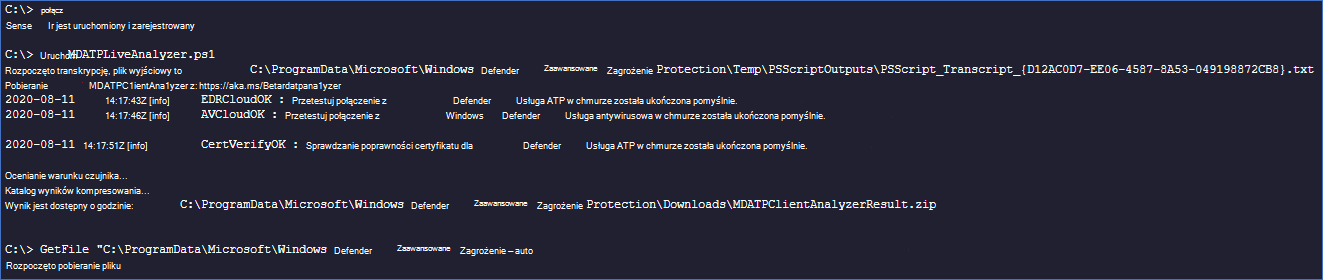 C:\> połącz
Sense Ir jest uruchomiony i zarejestrowany
C:\> Uruchom MDATPLiveAnalyzer.ps1
Rozpoczęto transkrypcję, plik wyjściowy to C:\ProgramData\Microsoft\Windows Defender Zaawansowane Zagrożenie Protection\Temp\PSScriptOutputs\PSScript_Transcript_{D12AC0D7-EE06-4587-8A53-049198872CB8}.txt
Pobieranie MDATPC1ientAna1yzer z: https://aka.ms/Betardatpana1yzer
2020-08-11 14:17:43Z [info] EDRCloudOK : Przetestuj połączenie z Defender Usługa ATP w chmurze została ukończona pomyślnie.
2020-08-11 14:17:46Z [info] AVCloudOK : Przetestuj połączenie z Windows Defender Usługa antywirusowa w chmurze została ukończona pomyślnie.
2020-08-11 14:17:51Z [info] CertVerifyOK : Sprawdzanie poprawności certyfikatu dla Defender Usługa ATP w chmurze została ukończona pomyślnie.
Ocenianie warunku czujnika...
Katalog wyników kompresowania...
Wynik jest dostępny o godzinie: C:\ProgramData\Microsoft\Windows Defender Zaawansowane Zagrożenie Protection\Downloads\MDATPClientAnalyzerResult.zip
C:\> GetFile "C:\ProgramData\Microsoft\Windows Defender Zaawansowane Zagrożenie – auto
Rozpoczęto pobieranie pliku